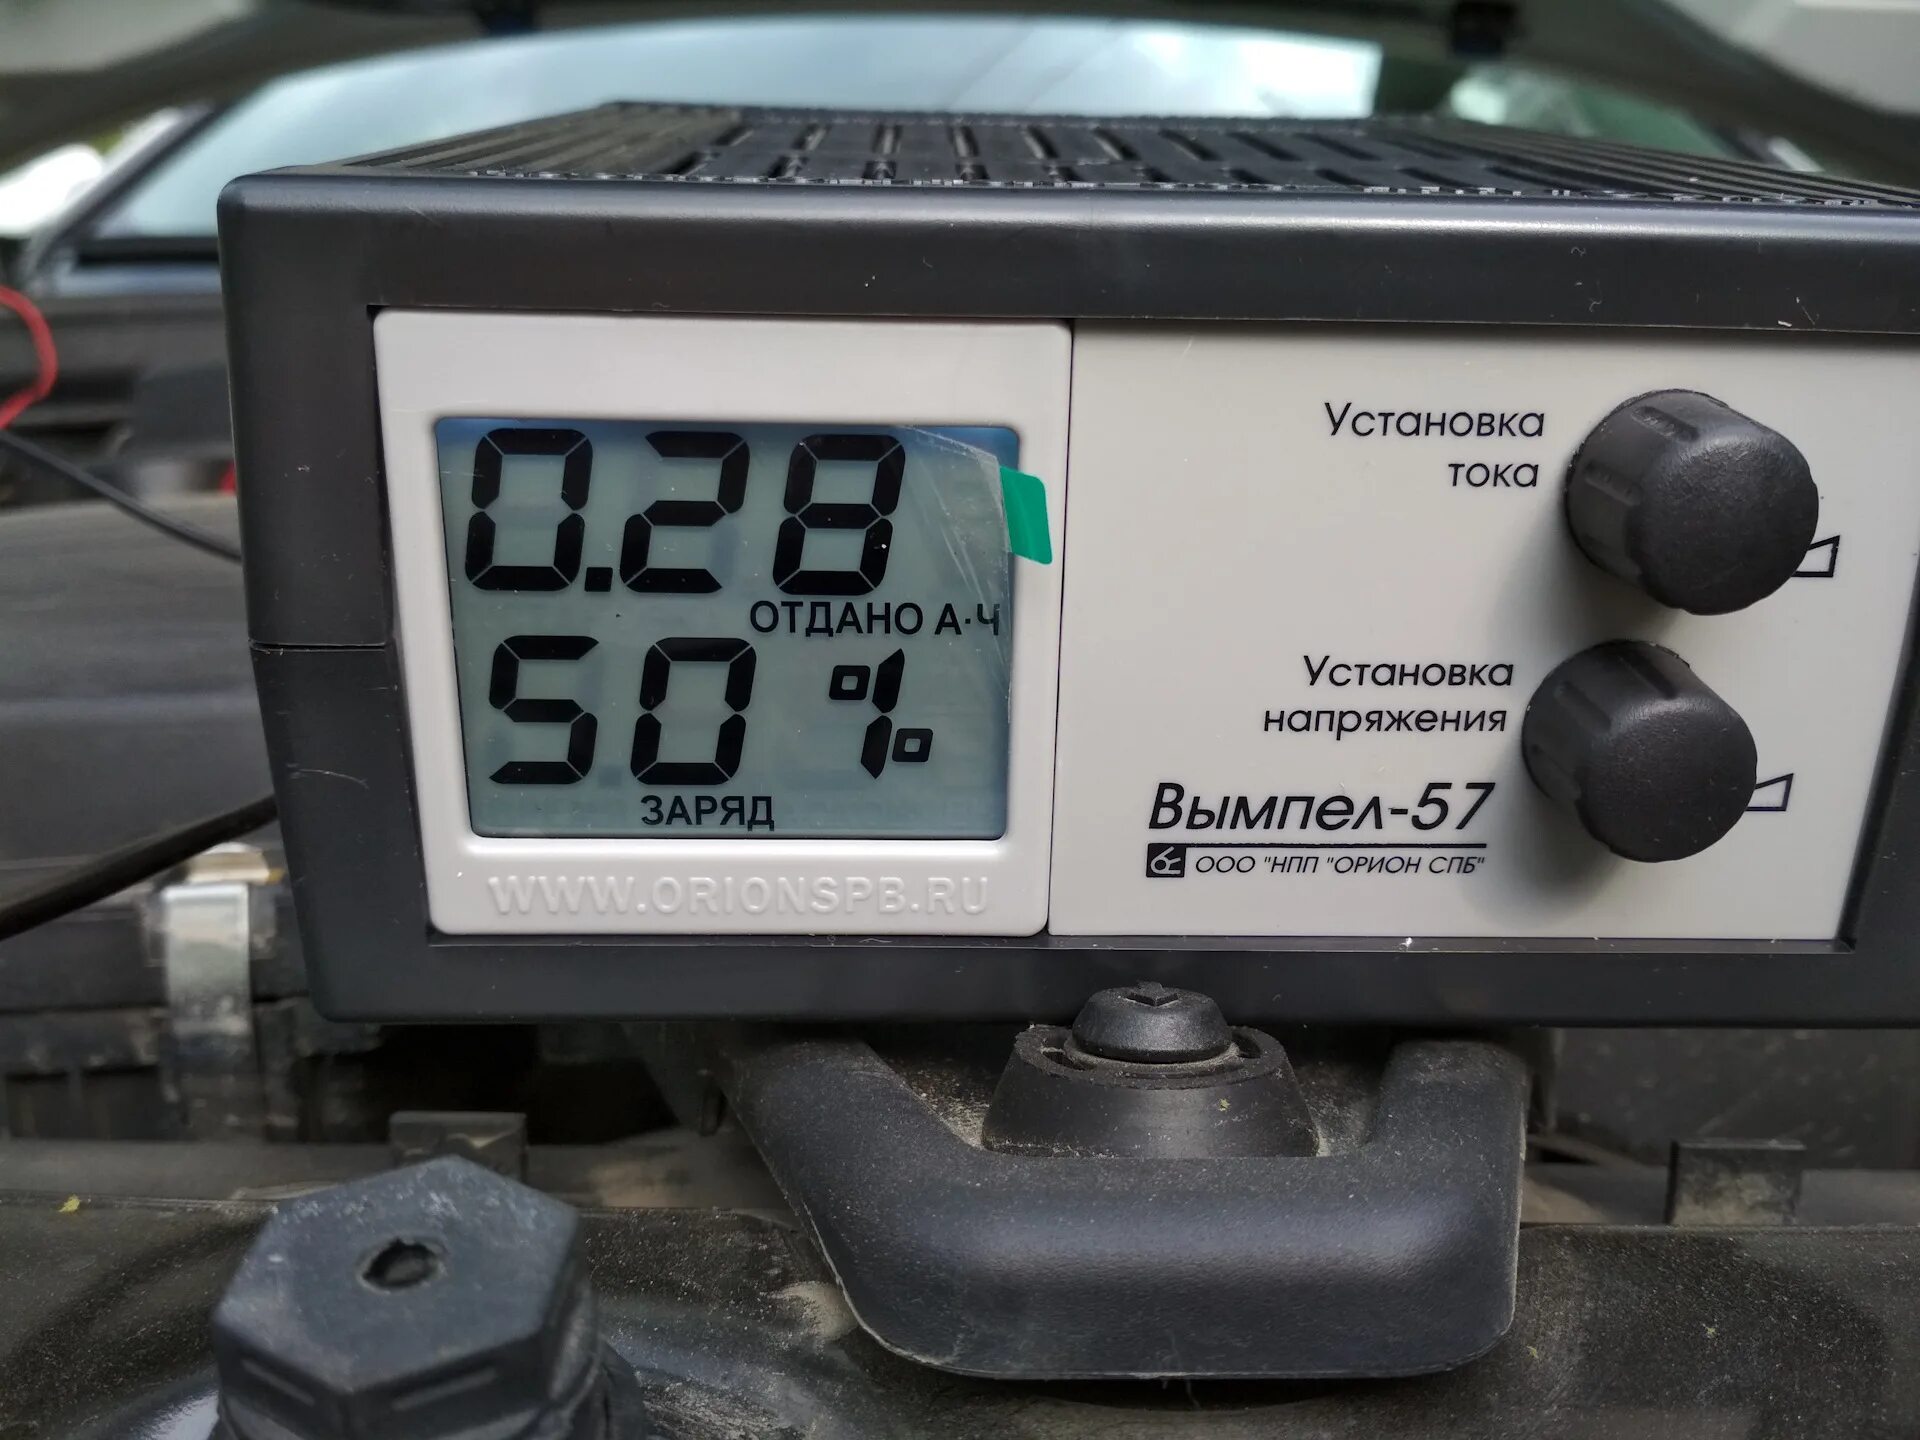 0.28
ОТДАНО А·Ч
50 %
ЗАРЯД
WWW.ORIONSPB.RU
Установка
тока
Установка
напряжения
Вымпел-57
ООО "НПП "ОРИОН СПБ"